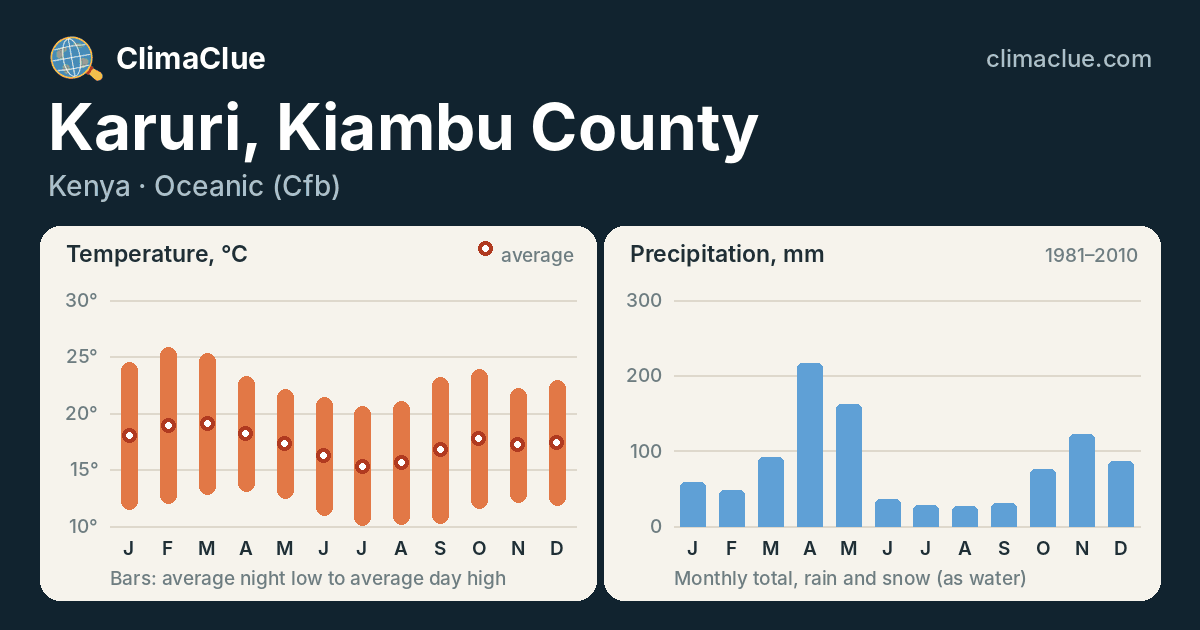 ClimaClue
climaclue.com
Karuri, Kiambu County
Kenya · Oceanic (Cfb)
Temperature, °C
average
30°
25°
20°
15°
10°
J F M A M J J A S O N D
Bars: average night low to average day high
Precipitation, mm
1981–2010
300
200
100
0
J F M A M J J A S O N D
Monthly total, rain and snow (as water)